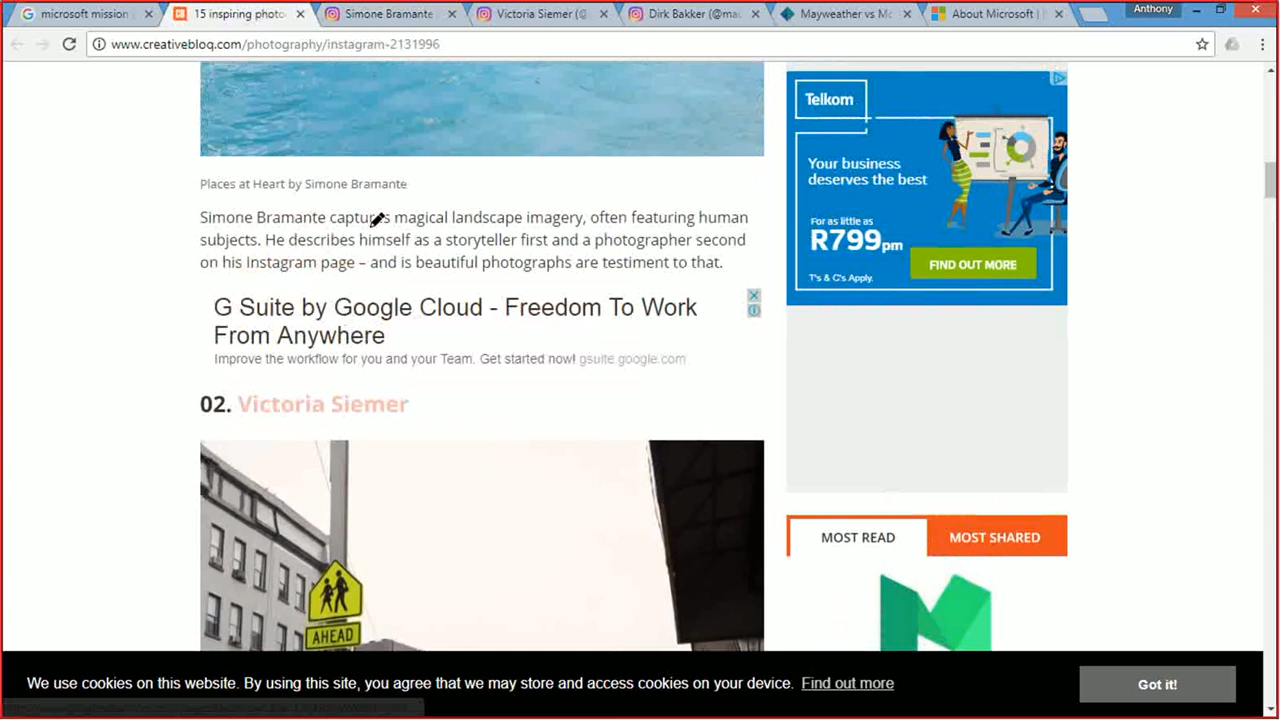 microsoft mission
15 inspiring photo
Simone Bramante
Victoria Siemer (@
Dirk Bakker (@mau
Mayweather vs Mc
About Microsoft |
Anthony
www.creativebloq.com/photography/instagram-2131996
Places at Heart by Simone Bramante
Simone Bramante captures magical landscape imagery, often featuring human
subjects. He describes himself as a storyteller first and a photographer second
on his Instagram page – and is beautiful photographs are testiment to that.
G Suite by Google Cloud - Freedom To Work
From Anywhere
Improve the workflow for you and your Team. Get started now! gsuite.google.com
02. Victoria Siemer
AHEAD
Telkom
Your business
deserves the best
For as little as
R799pm
FIND OUT MORE
T's & C's Apply.
MOST READ
MOST SHARED
We use cookies on this website. By using this site, you agree that we may store and access cookies on your device. Find out more
Got it!